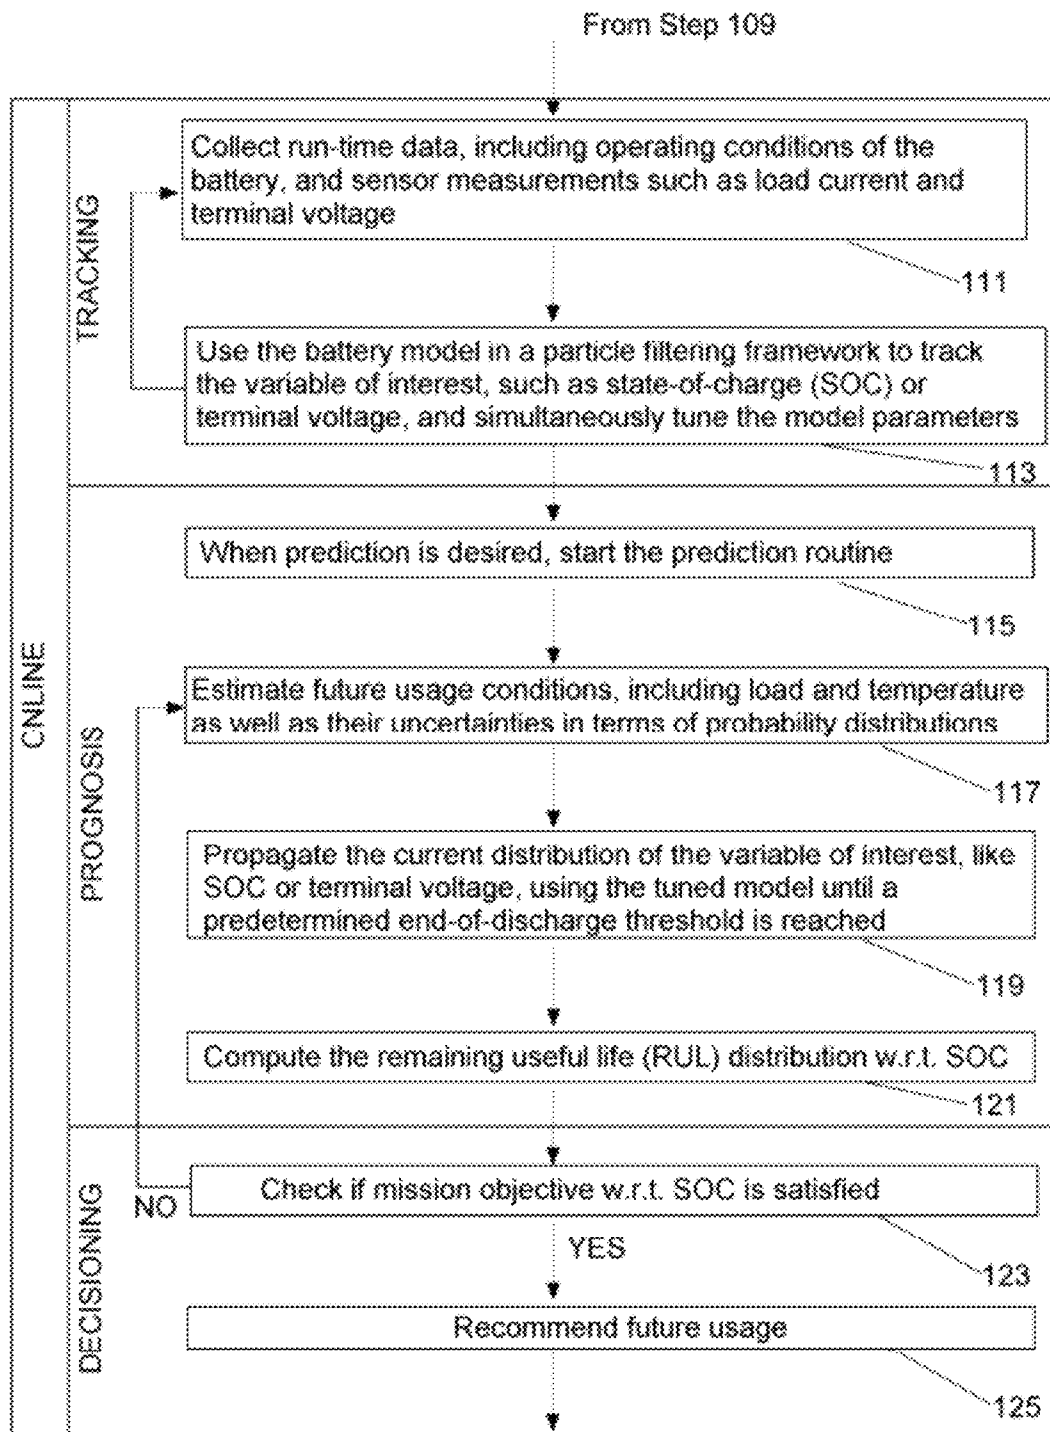 From Step 109
CNLINE
TRACKING
Collect run-time data, including operating conditions of the
battery, and sensor measurements such as load current and
terminal voltage
111
Use the battery model in a particle filtering framework to track
the variable of interest, such as state-of-charge (SOC) or
terminal voltage, and simultaneously tune the model parameters
113
PROGNOSIS
When prediction is desired, start the prediction routine
115
Estimate future usage conditions, including load and temperature
as well as their uncertainties in terms of probability distributions
117
Propagate the current distribution of the variable of interest, like
SOC or terminal voltage, using the tuned model until a
predetermined end-of-discharge threshold is reached
119
Compute the remaining useful life (RUL) distribution w.r.t. SOC
121
DECISIONING
Check if mission objective w.r.t. SOC is satisfied
NO
123
YES
Recommend future usage
125